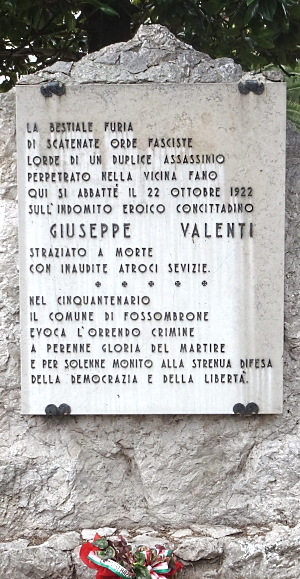 LA BESTIALE FURIA
DI SCATENATE ORDE FASCISTE
LORDE DI UN DUPLICE ASSASSINIO
PERPETRATO NELLA VICINA FANO
QUI SI ABBATTÈ IL 22 OTTOBRE 1922
SULL'INDOMITO EROICO CONCITTADINO
GIUSEPPE VALENTI
STRAZIATO A MORTE
CON INAUDITE ATROCI SEVIZIE.
NEL CINQUANTENARIO
IL COMUNE DI FOSSOMBRONE
EVOCA L'ORRENDO CRIMINE
A PERENNE GLORIA DEL MARTIRE
E PER SOLENNE MONITO ALLA STRENUA DIFESA
DELLA DEMOCRAZIA E DELLA LIBERTÀ.